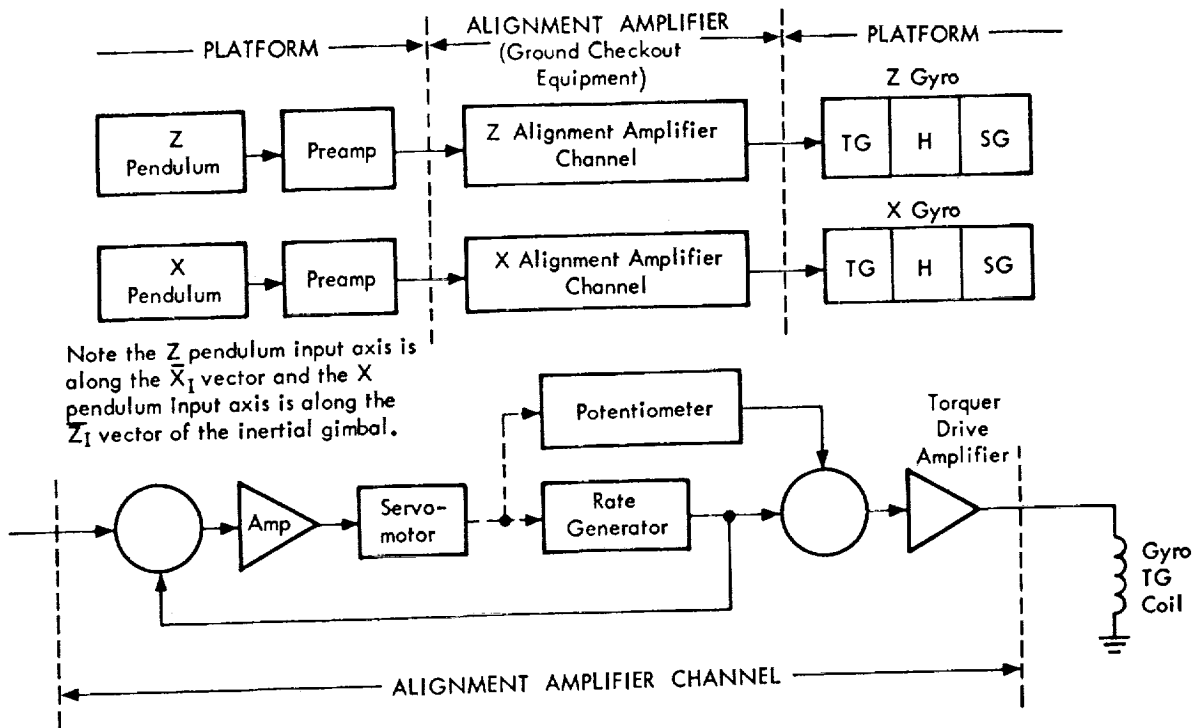 PLATFORM
ALIGNMENT AMPLIFIER
(Ground Checkout
Equipment)
PLATFORM
Z
Pendulum
Preamp
Z Alignment Amplifier
Channel
Z Gyro
TG
H
SG
X
Pendulum
Preamp
X Alignment Amplifier
Channel
X Gyro
TG
H
SG
Note the Z pendulum input axis is
along the X̅I vector and the X
pendulum input axis is along the
Z̅I vector of the inertial gimbal.
Potentiometer
Torquer
Drive
Amplifier
Amp
Servo-
motor
Rate
Generator
Gyro
TG
Coil
ALIGNMENT AMPLIFIER CHANNEL